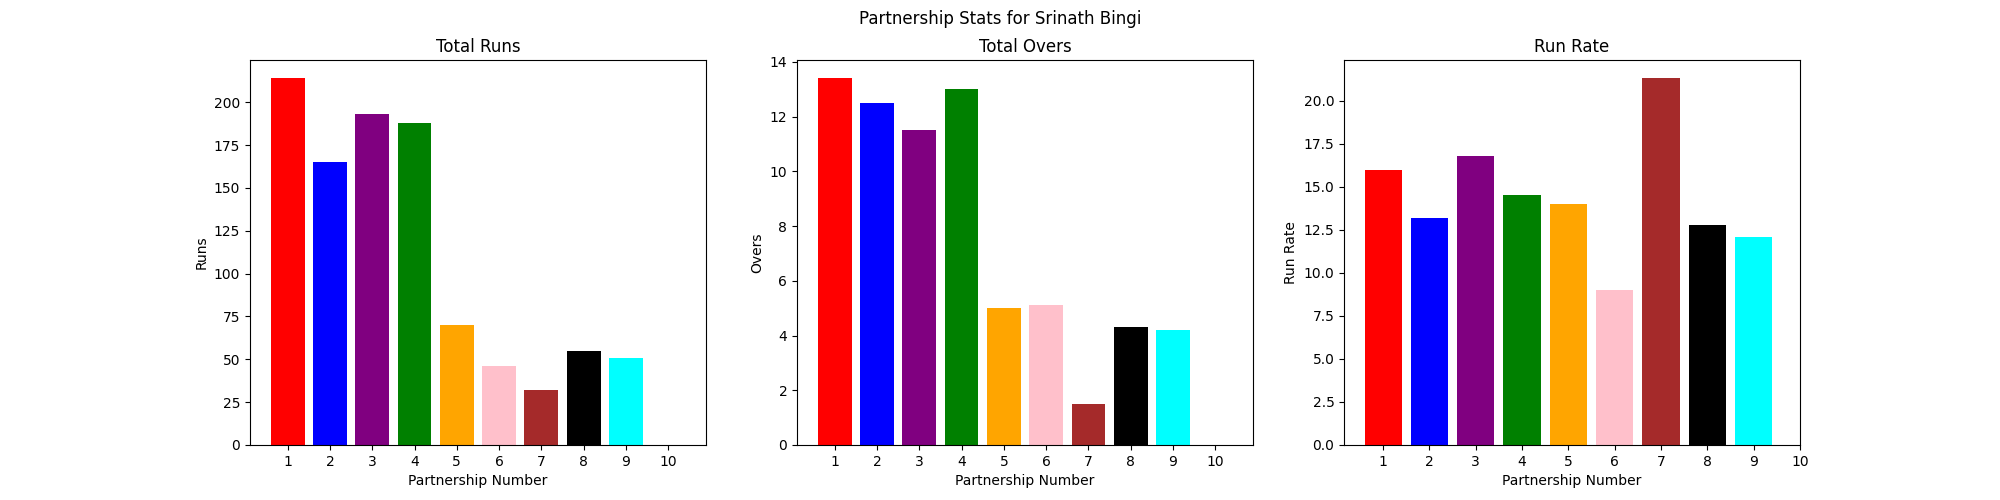 Partnership Stats for Srinath Bingi
Total Runs
Runs
200
175
150
125
100
75
50
25
0
1 2 3 4 5 6 7 8 9 10
Partnership Number
Total Overs
Overs
14
12
10
8
6
4
2
0
1 2 3 4 5 6 7 8 9 10
Partnership Number
Run Rate
Run Rate
20.0
17.5
15.0
12.5
10.0
7.5
5.0
2.5
0.0
1 2 3 4 5 6 7 8 9 10
Partnership Number